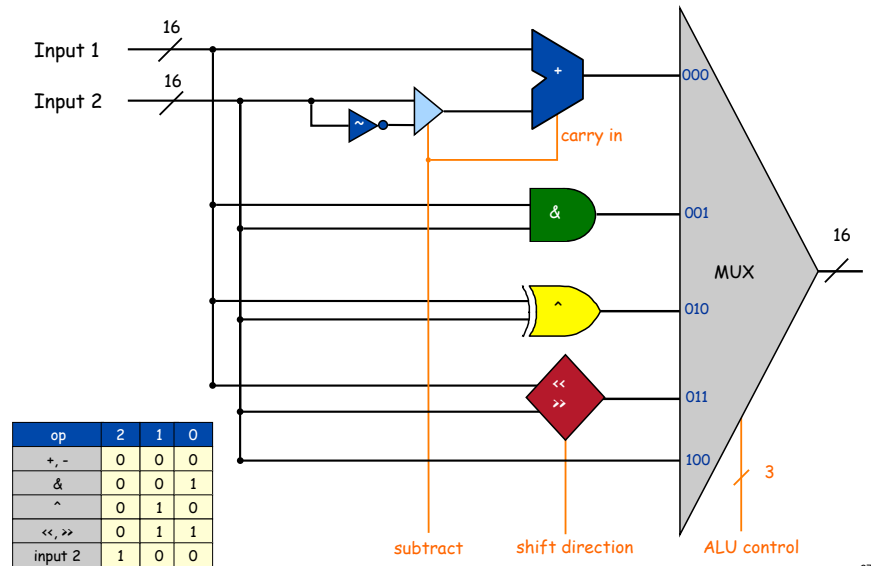 16
Input 1
16
Input 2
~
+
000
carry in
&
001
16
MUX
^
010
<<
>>
011
100
3
op 2 1 0
+, - 0 0 0
& 0 0 1
^ 0 1 0
<<, >> 0 1 1
input 2 1 0 0
subtract
shift direction
ALU control